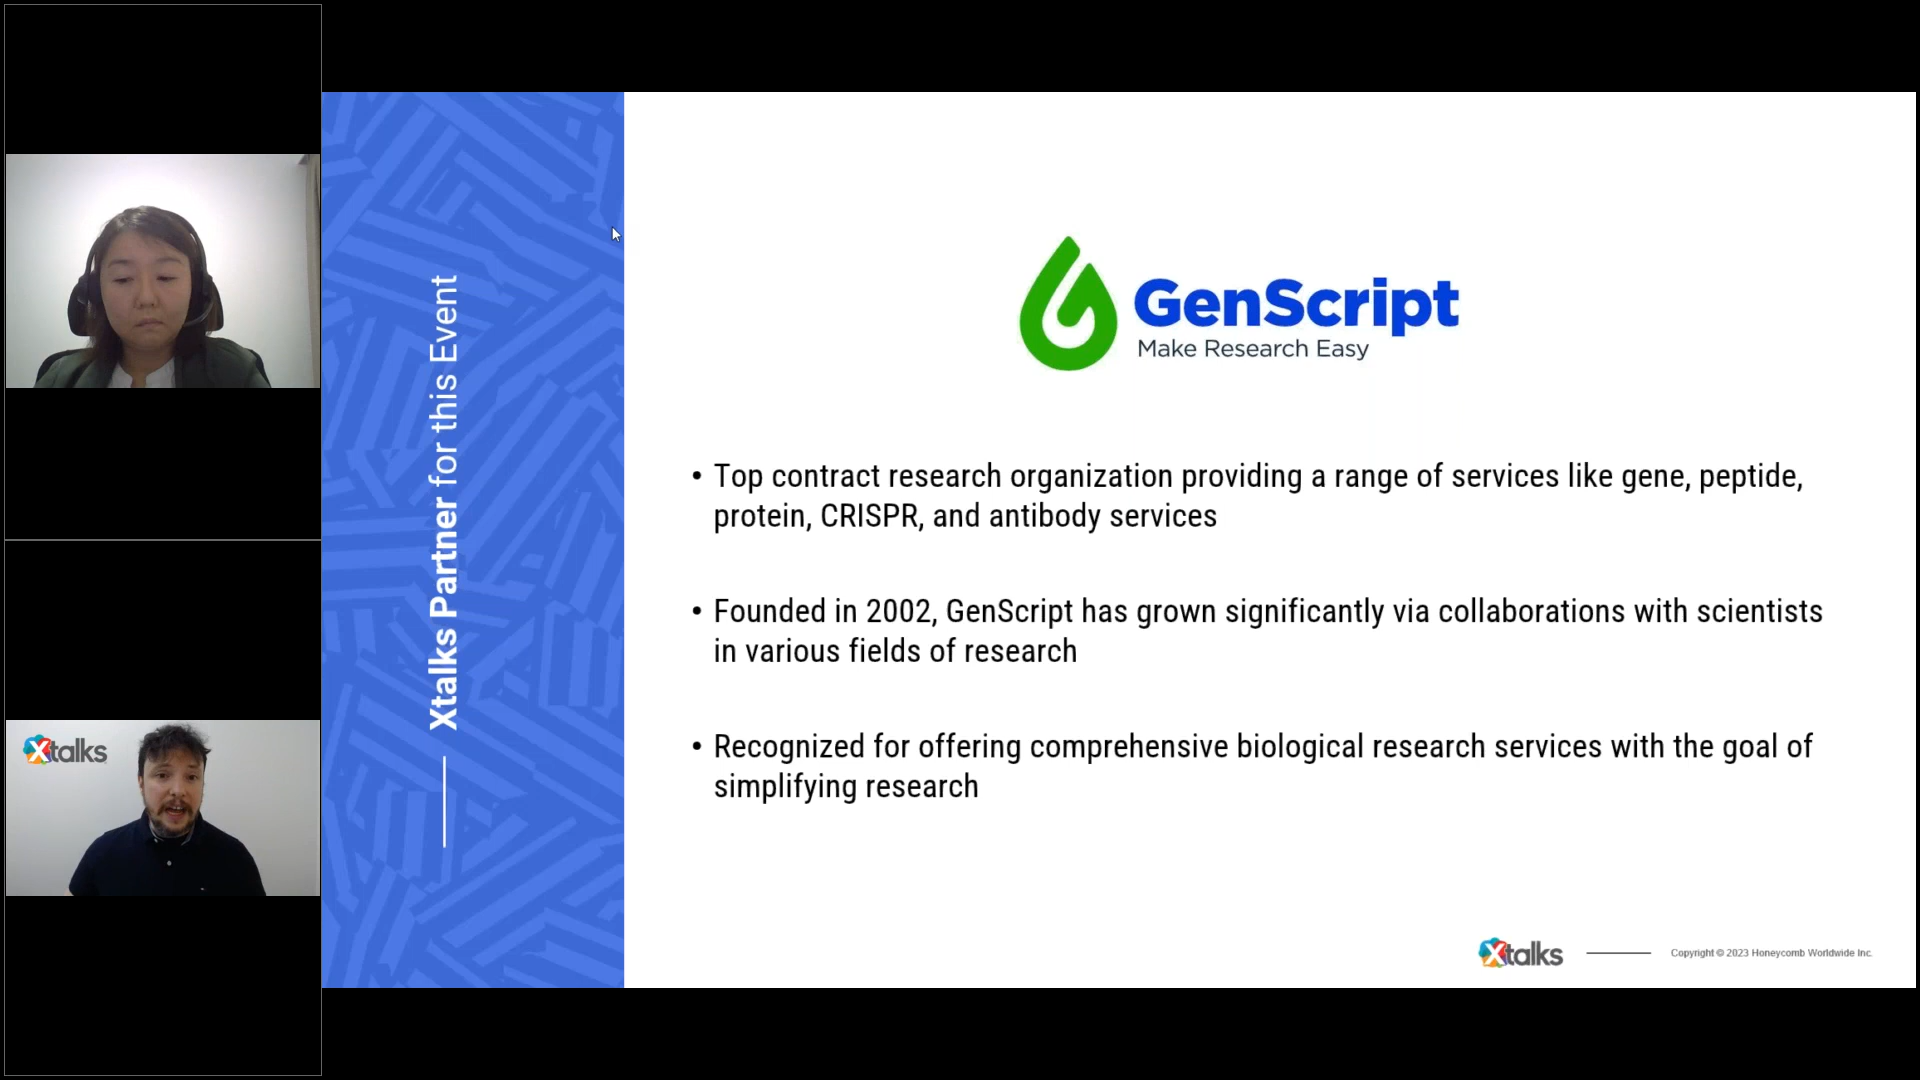 Xtalks
Xtalks Partner for this Event
GenScript
Make Research Easy
• Top contract research organization providing a range of services like gene, peptide,
protein, CRISPR, and antibody services
• Founded in 2002, GenScript has grown significantly via collaborations with scientists
in various fields of research
• Recognized for offering comprehensive biological research services with the goal of
simplifying research
Xtalks
Copyright © 2023 Honeycomb Worldwide Inc.